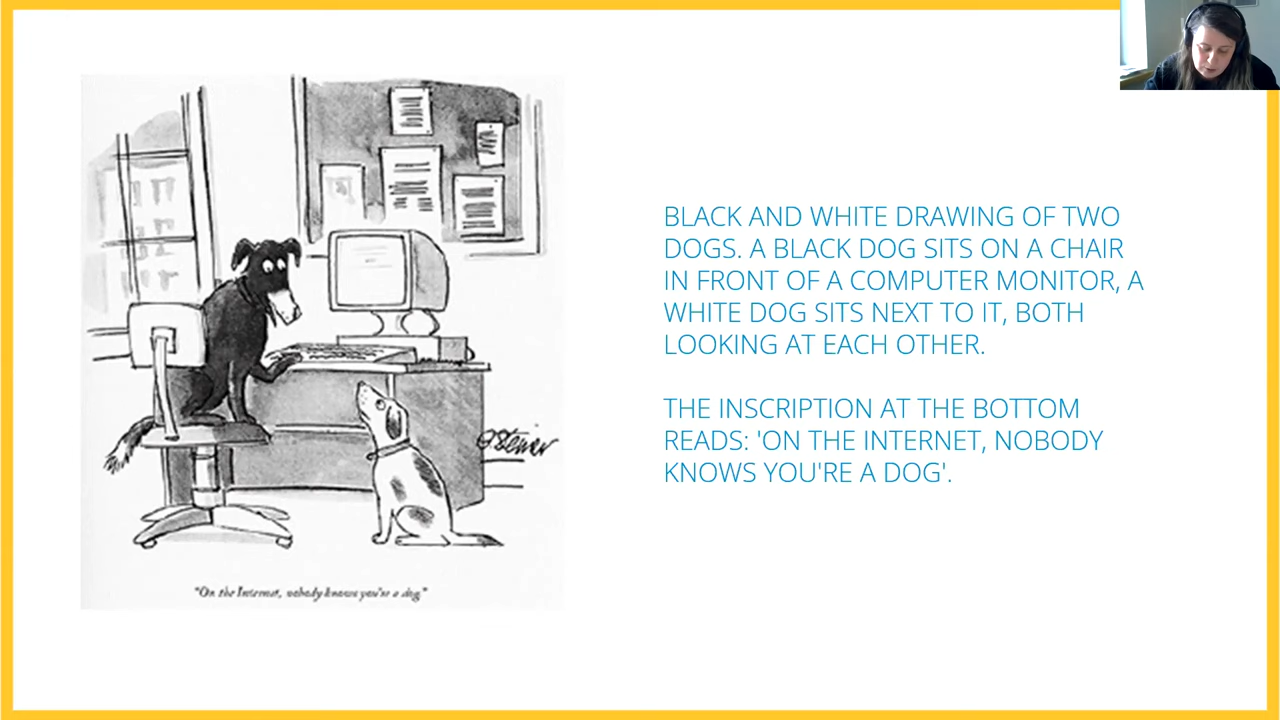 BLACK AND WHITE DRAWING OF TWO
DOGS. A BLACK DOG SITS ON A CHAIR
IN FRONT OF A COMPUTER MONITOR, A
WHITE DOG SITS NEXT TO IT, BOTH
LOOKING AT EACH OTHER.
THE INSCRIPTION AT THE BOTTOM
READS: 'ON THE INTERNET, NOBODY
KNOWS YOU'RE A DOG'.
P. Steiner
"On the Internet, nobody knows you're a dog."